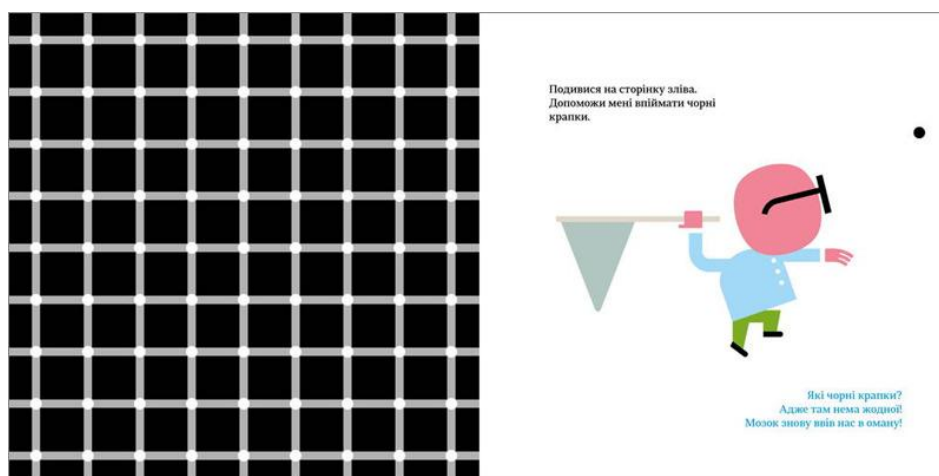 Подивися на сторінку зліва.
Допоможи мені впіймати чорні
крапки.
Які чорні крапки?
Адже там нема жодної!
Мозок знову ввів нас в оману!